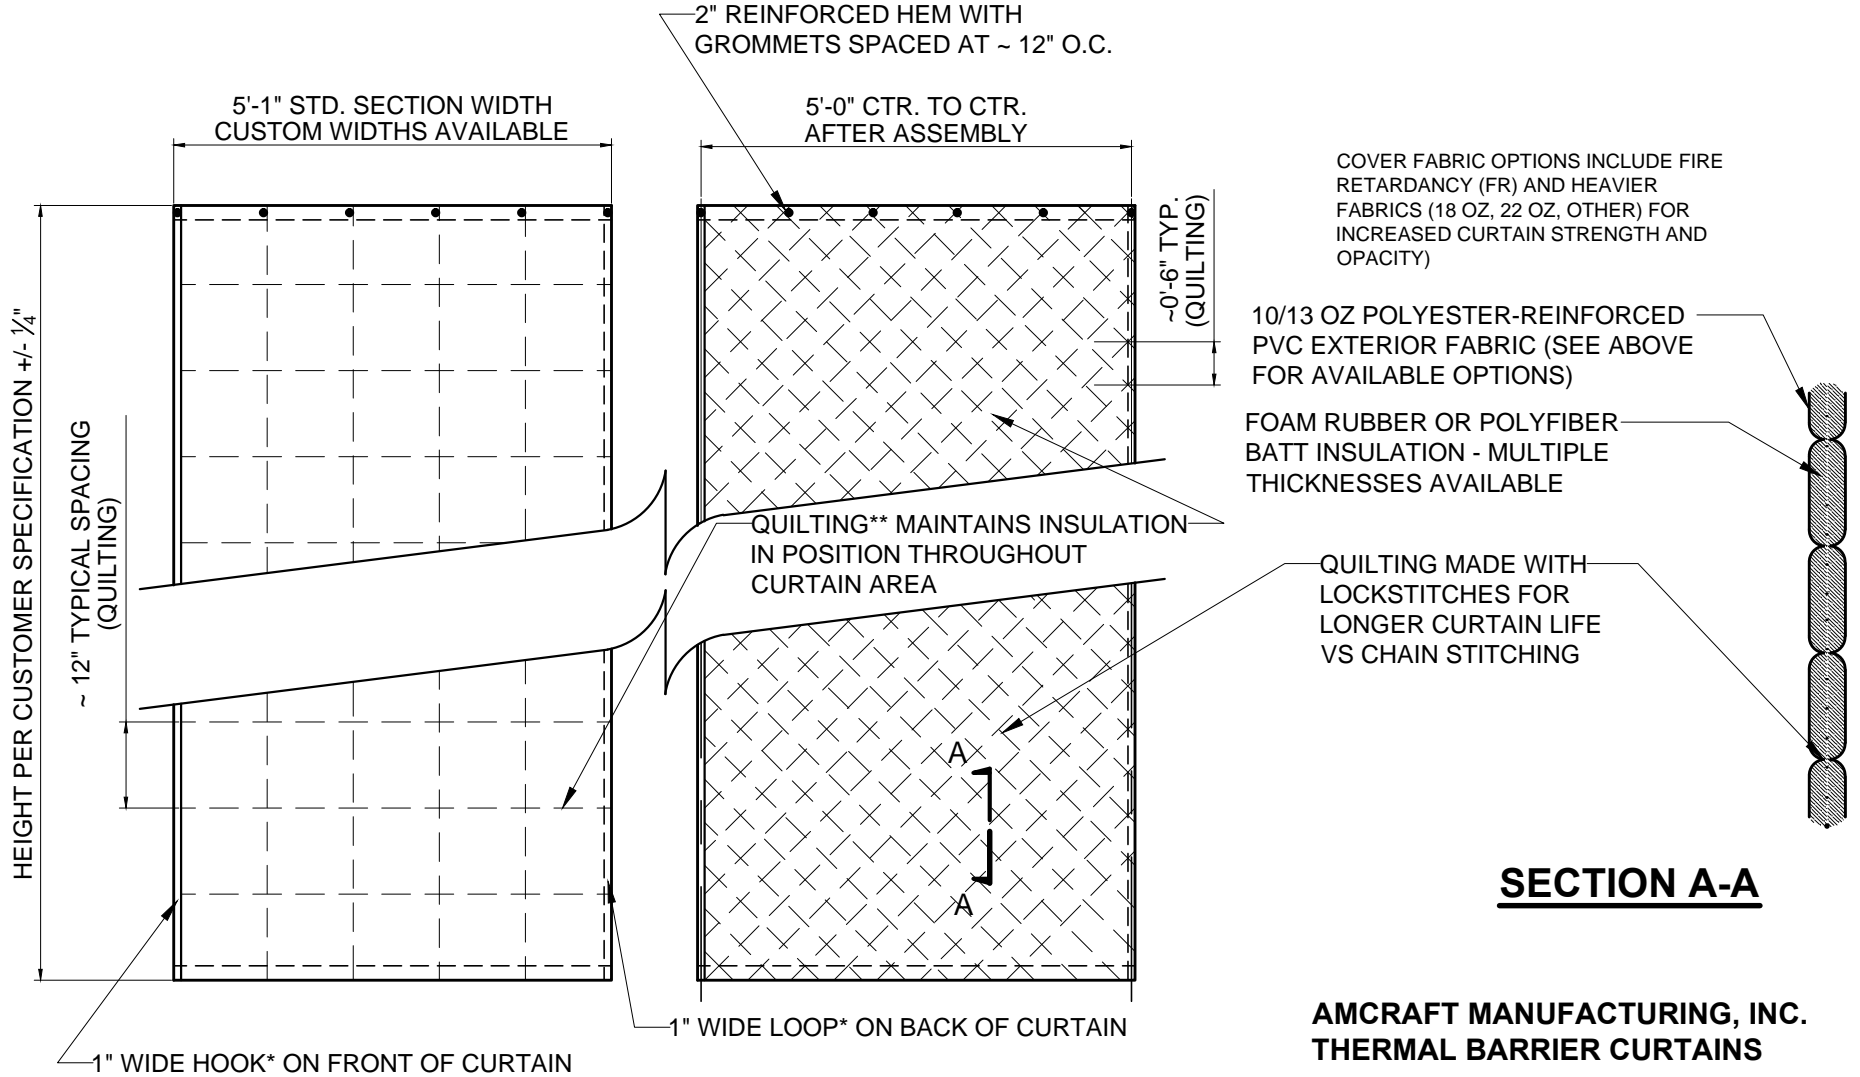 2" REINFORCED HEM WITH
GROMMETS SPACED AT ~ 12" O.C.
5'-1" STD. SECTION WIDTH
CUSTOM WIDTHS AVAILABLE
5'-0" CTR. TO CTR.
AFTER ASSEMBLY
HEIGHT PER CUSTOMER SPECIFICATION +/- ¼"
~ 12" TYPICAL SPACING
(QUILTING)
~0'-6" TYP.
(QUILTING)
COVER FABRIC OPTIONS INCLUDE FIRE
RETARDANCY (FR) AND HEAVIER
FABRICS (18 OZ, 22 OZ, OTHER) FOR
INCREASED CURTAIN STRENGTH AND
OPACITY)
10/13 OZ POLYESTER-REINFORCED
PVC EXTERIOR FABRIC (SEE ABOVE
FOR AVAILABLE OPTIONS)
FOAM RUBBER OR POLYFIBER
BATT INSULATION - MULTIPLE
THICKNESSES AVAILABLE
QUILTING** MAINTAINS INSULATION
IN POSITION THROUGHOUT
CURTAIN AREA
QUILTING MADE WITH
LOCKSTITCHES FOR
LONGER CURTAIN LIFE
VS CHAIN STITCHING
A
A
SECTION A-A
1" WIDE LOOP* ON BACK OF CURTAIN
1" WIDE HOOK* ON FRONT OF CURTAIN
AMCRAFT MANUFACTURING, INC.
THERMAL BARRIER CURTAINS